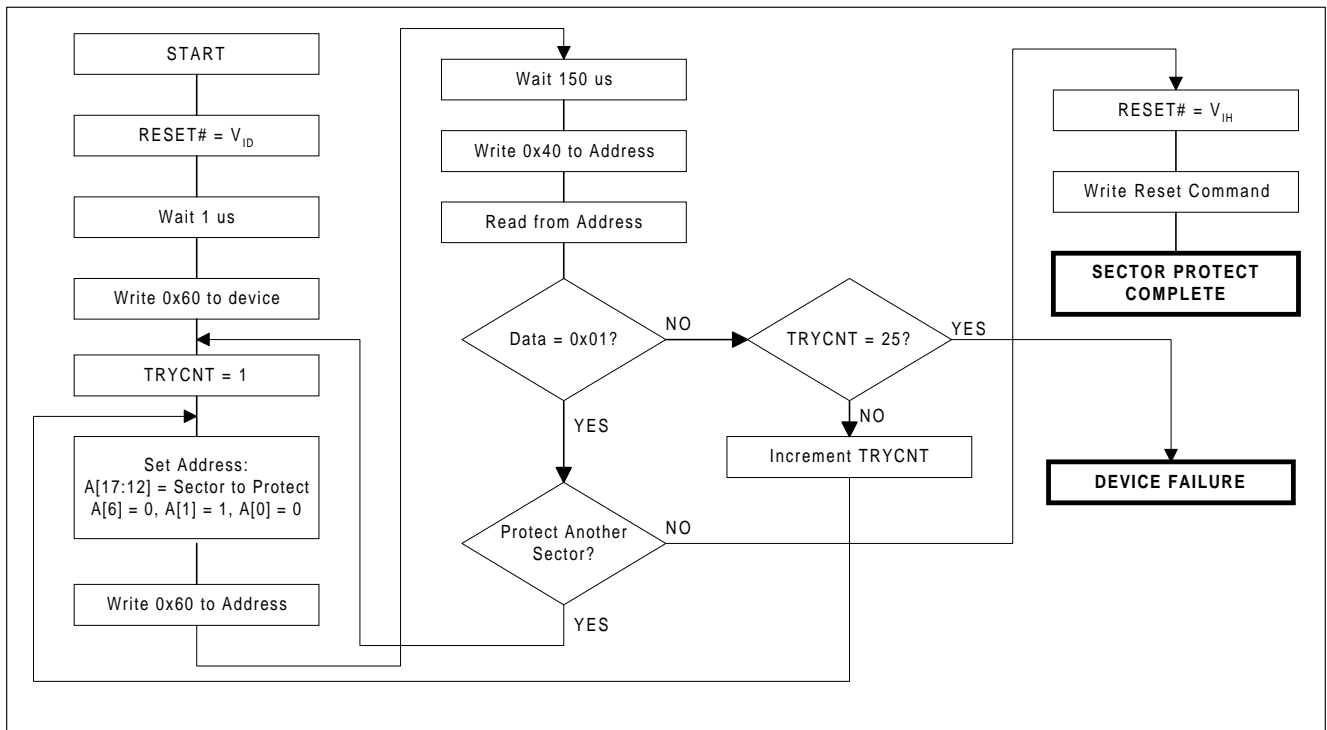 START
RESET# = VID
Wait 1 us
Write 0x60 to device
TRYCNT = 1
Set Address:
A[17:12] = Sector to Protect
A[6] = 0, A[1] = 1, A[0] = 0
Write 0x60 to Address
Wait 150 us
Write 0x40 to Address
Read from Address
Data = 0x01?
NO
YES
Protect Another
Sector?
NO
YES
TRYCNT = 25?
YES
NO
Increment TRYCNT
RESET# = VIH
Write Reset Command
SECTOR PROTECT
COMPLETE
DEVICE FAILURE